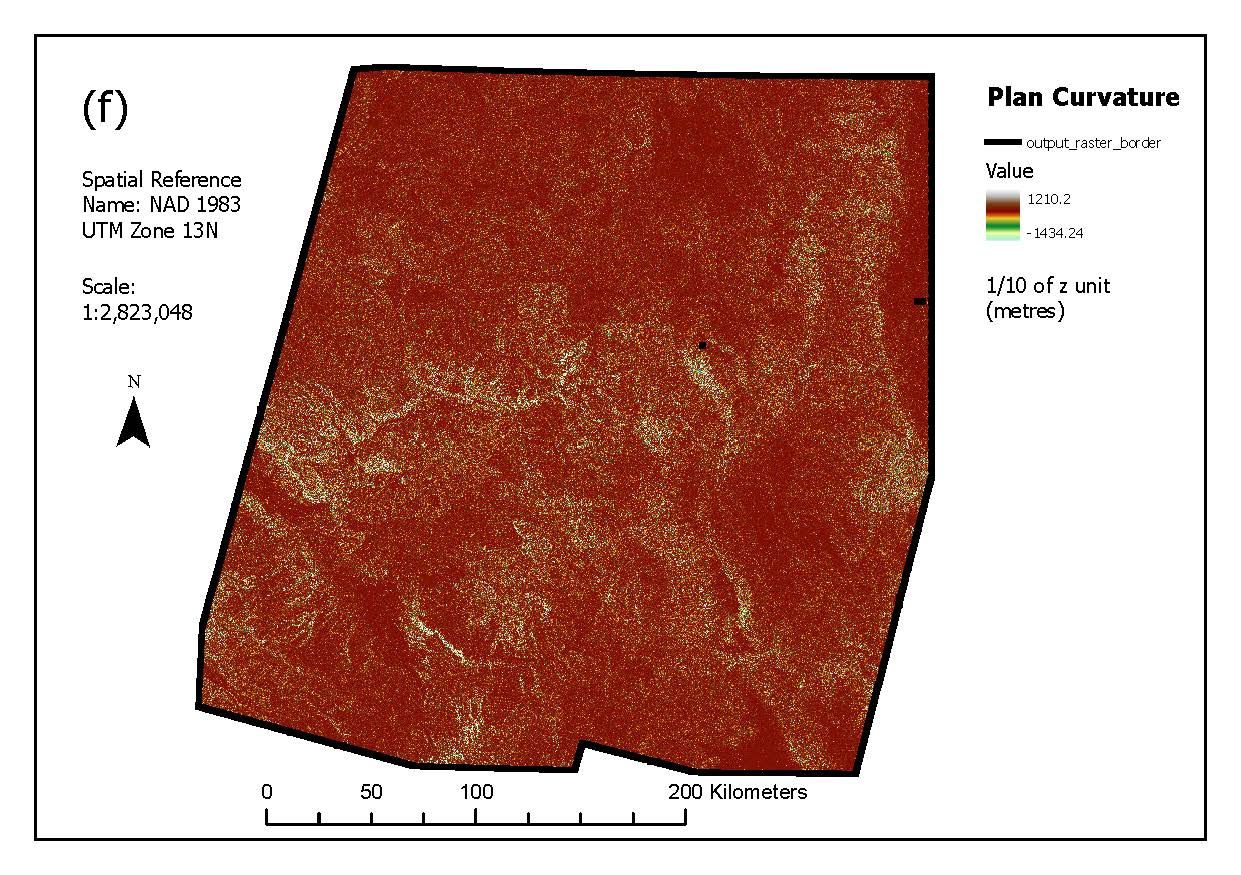 (f)
Spatial Reference
Name: NAD 1983
UTM Zone 13N
Scale:
1:2,823,048
N
Plan Curvature
output_raster_border
Value
1210.2
-1434.24
1/10 of z unit
(metres)
0 50 100 200 Kilometers